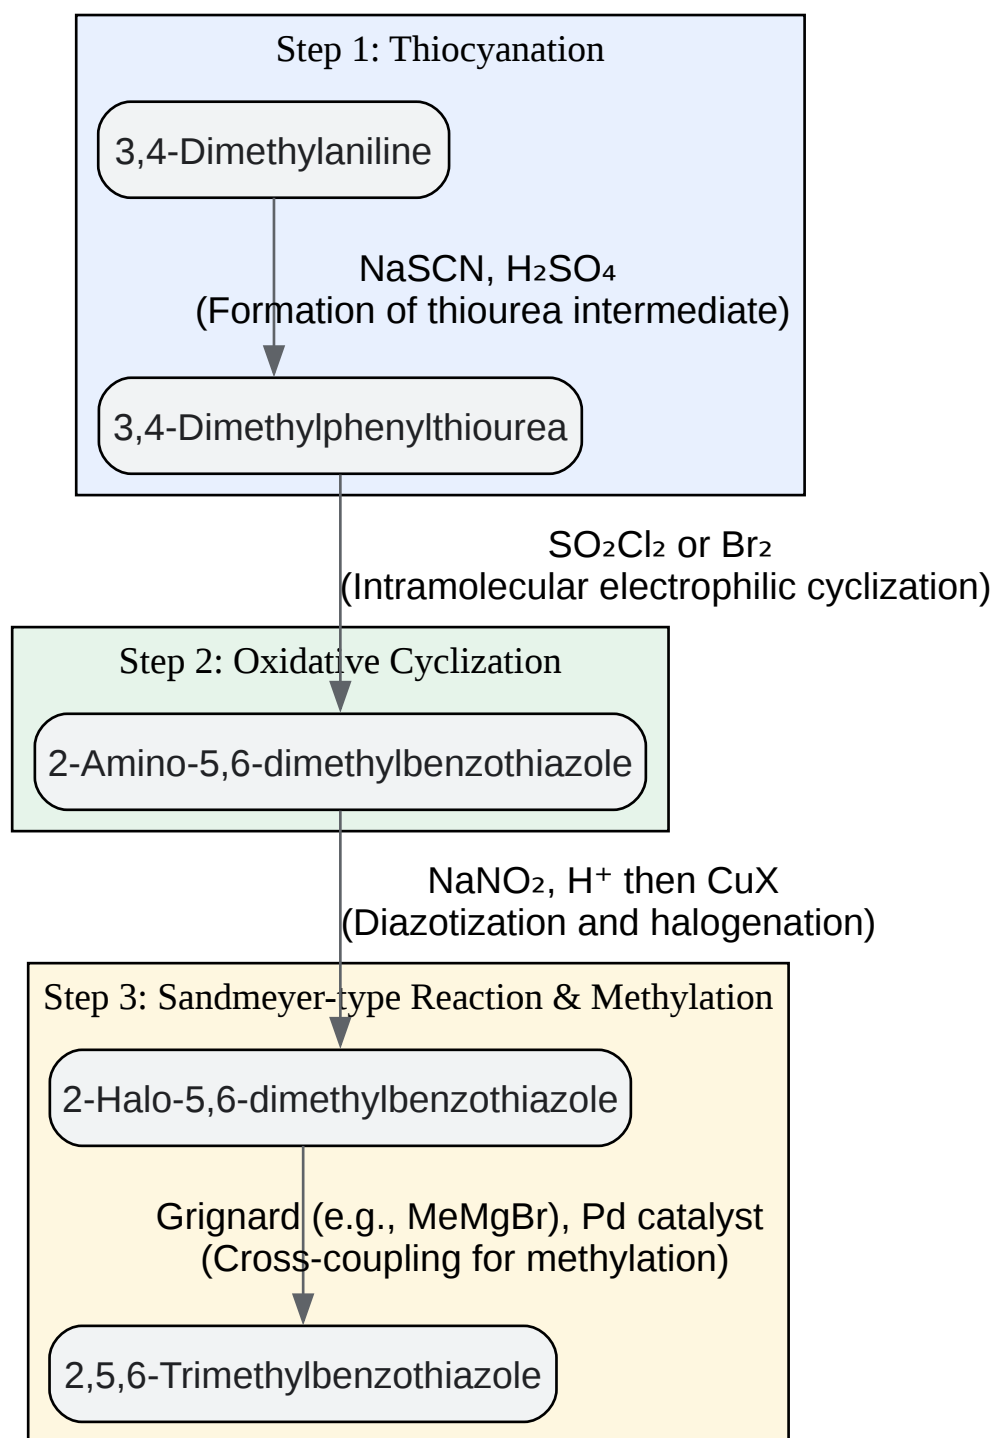 Step 1: Thiocyanation
3,4-Dimethylaniline
NaSCN, H₂SO₄
(Formation of thiourea intermediate)
3,4-Dimethylphenylthiourea
SO₂Cl₂ or Br₂
(Intramolecular electrophilic cyclization)
Step 2: Oxidative Cyclization
2-Amino-5,6-dimethylbenzothiazole
NaNO₂, H⁺ then CuX
(Diazotization and halogenation)
Step 3: Sandmeyer-type Reaction & Methylation
2-Halo-5,6-dimethylbenzothiazole
Grignard (e.g., MeMgBr), Pd catalyst
(Cross-coupling for methylation)
2,5,6-Trimethylbenzothiazole